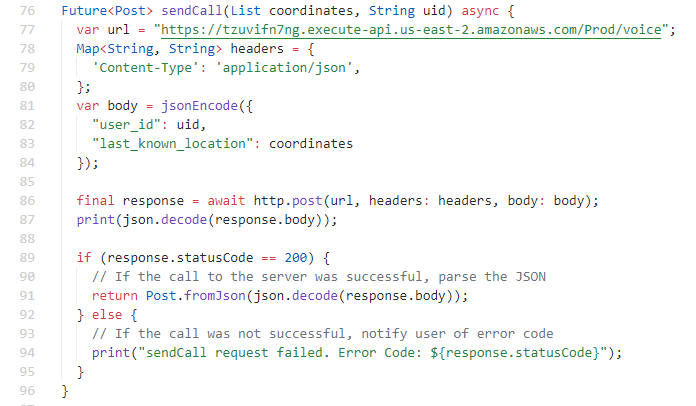 76 Future<Post> sendCall(List coordinates, String uid) async {
77   var url = "https://tzuvifn7ng.execute-api.us-east-2.amazonaws.com/Prod/voice";
78   Map<String, String> headers = {
79     'Content-Type': 'application/json',
80   };
81   var body = jsonEncode({
82     "user_id": uid,
83     "last_known_location": coordinates
84   });
85
86   final response = await http.post(url, headers: headers, body: body);
87   print(json.decode(response.body));
88
89   if (response.statusCode == 200) {
90     // If the call to the server was successful, parse the JSON
91     return Post.fromJson(json.decode(response.body));
92   } else {
93     // If the call was not successful, notify user of error code
94     print("sendCall request failed. Error Code: ${response.statusCode}");
95   }
96 }